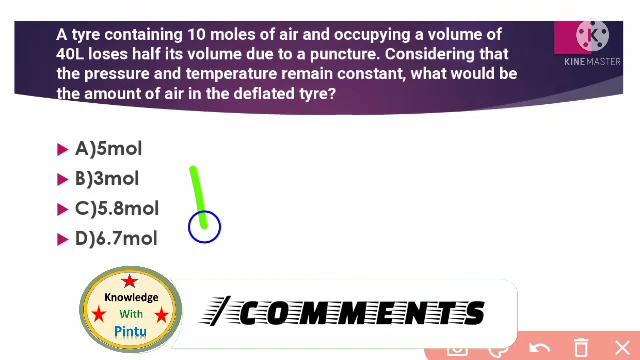 A tyre containing 10 moles of air and occupying a volume of
40L loses half its volume due to a puncture. Considering that
the pressure and temperature remain constant, what would be
the amount of air in the deflated tyre?
KINEMASTER
A)5mol
B)3mol
C)5.8mol
D)6.7mol
Knowledge
With
Pintu
/COMMENTS